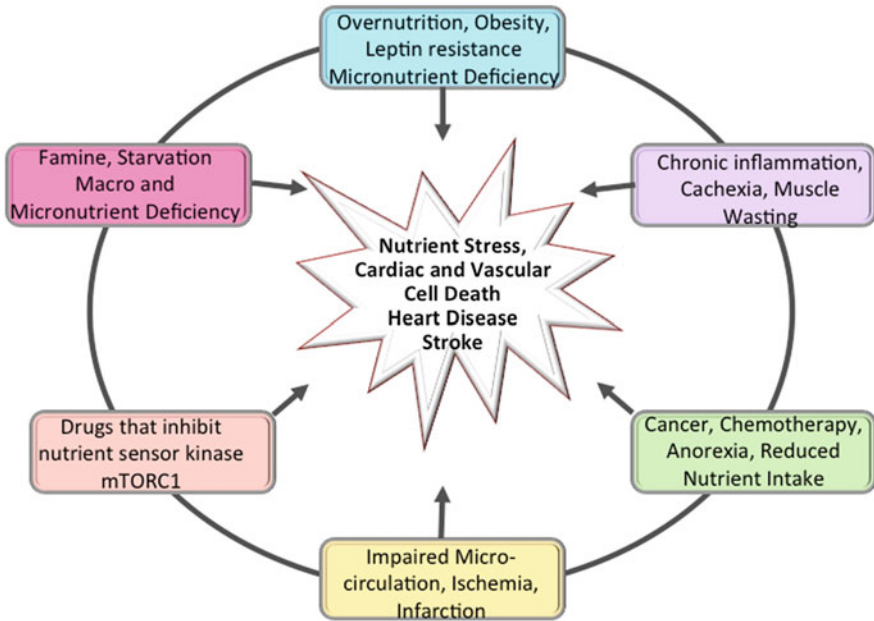 Overnutrition, Obesity,
Leptin resistance
Micronutrient Deficiency
Famine, Starvation
Macro and
Micronutrient Deficiency
Chronic inflammation,
Cachexia, Muscle
Wasting
Nutrient Stress,
Cardiac and Vascular
Cell Death
Heart Disease
Stroke
Drugs that inhibit
nutrient sensor kinase
mTORC1
Cancer, Chemotherapy,
Anorexia, Reduced
Nutrient Intake
Impaired Micro-
circulation, Ischemia,
Infarction